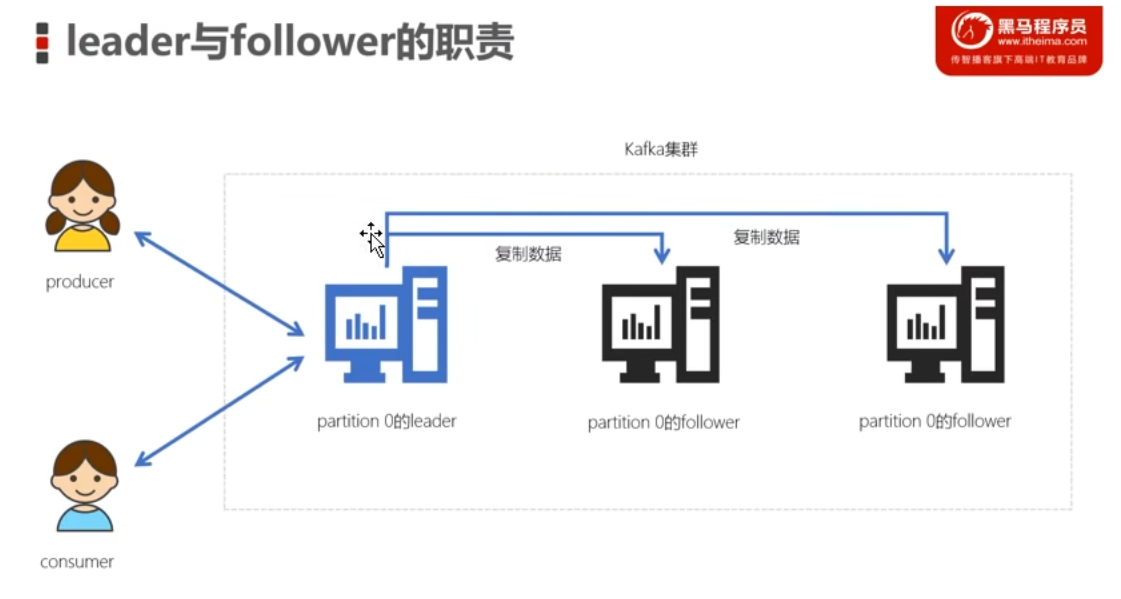 leader与follower的职责
黑马程序员
www.itheima.com
传智播客旗下高端IT教育品牌
Kafka集群
复制数据
复制数据
producer
partition 0的leader
partition 0的follower
partition 0的follower
consumer